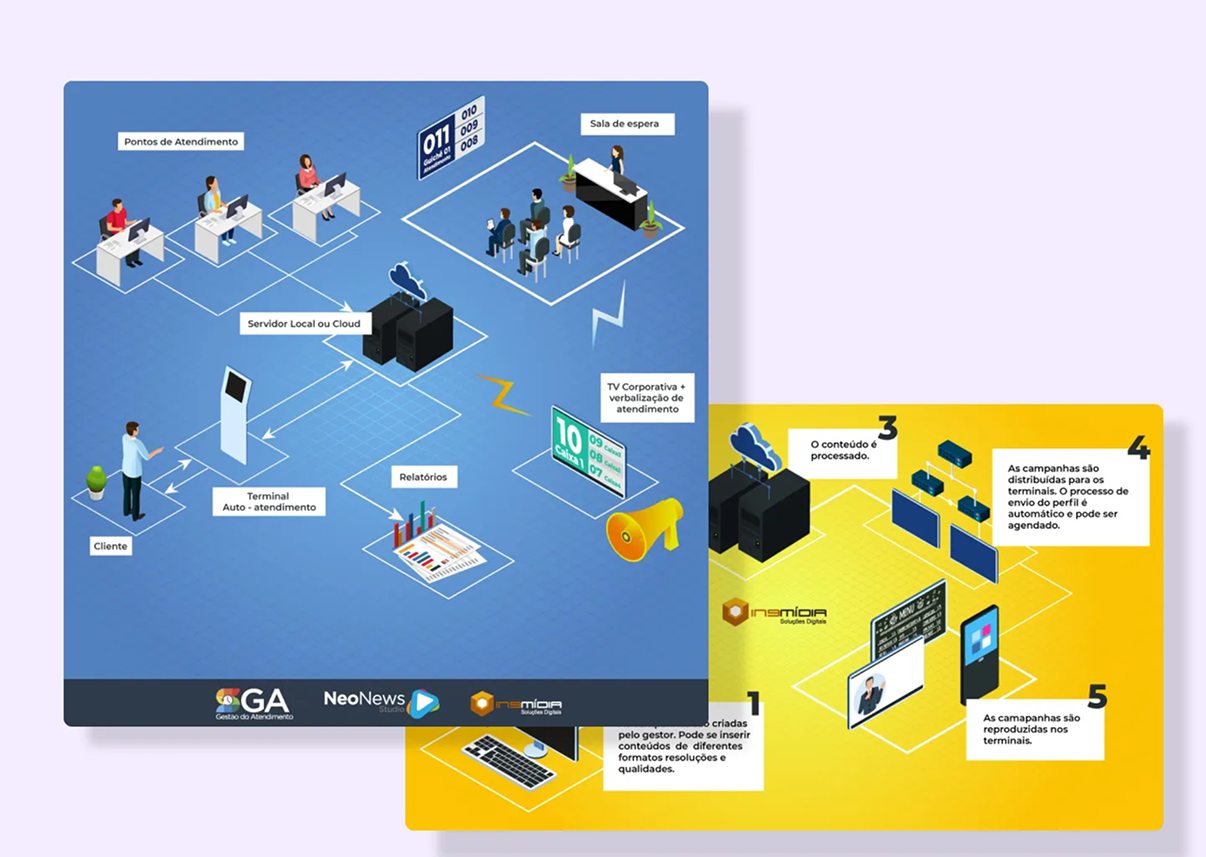 Pontos de Atendimento
011
Guichê 01
Atendimento
010
009
008
Sala de espera
Servidor Local ou Cloud
TV Corporativa +
verbalização de
atendimento
10
Caixa 1
09 Caixa3
08 Caixa2
07 Caixa4
Relatórios
Terminal
Auto - atendimento
Cliente
GA
Gestão do Atendimento
NeoNews
Studio
INSMÍDIA
Soluções Digitais
3
O conteúdo é
processado.
4
As campanhas são
distribuídas para os
terminais. O processo de
envio do perfil é
automático e pode ser
agendado.
INSMÍDIA
Soluções Digitais
MENU
1
criadas
pelo gestor. Pode se inserir
conteúdos de diferentes
formatos resoluções e
qualidades.
5
As camapanhas são
reproduzidas nos
terminais.